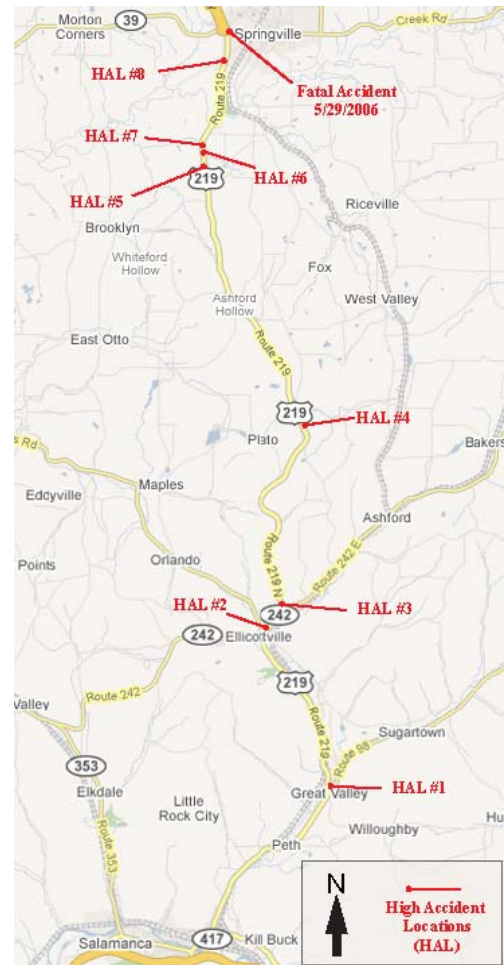 Morton
Corners
39
2
Springville
Creek Rd
HAL #8
Route 219
Fatal Accident
5/29/2006
HAL #7
HAL #6
HAL #5
219
Riceville
Brooklyn
Whiteford
Hollow
Fox
Ashford
Hollow
West Valley
East Otto
Route 219
219
HAL #4
Plato
s Rd
Bakers
Maples
Eddyville
Ashford
Points
Orlando
Route 219 N
Route 242 E
HAL #2
242
HAL #3
242
Ellicottville
219
Route 242
Valley
Route 219
Sugartown
353
Route 98
Elkdale
HAL #1
Great Valley
Little
Rock City
Hu
Willoughby
Route 353
Peth
N
High Accident
Locations
(HAL)
417
Kill Buck
Salamanca